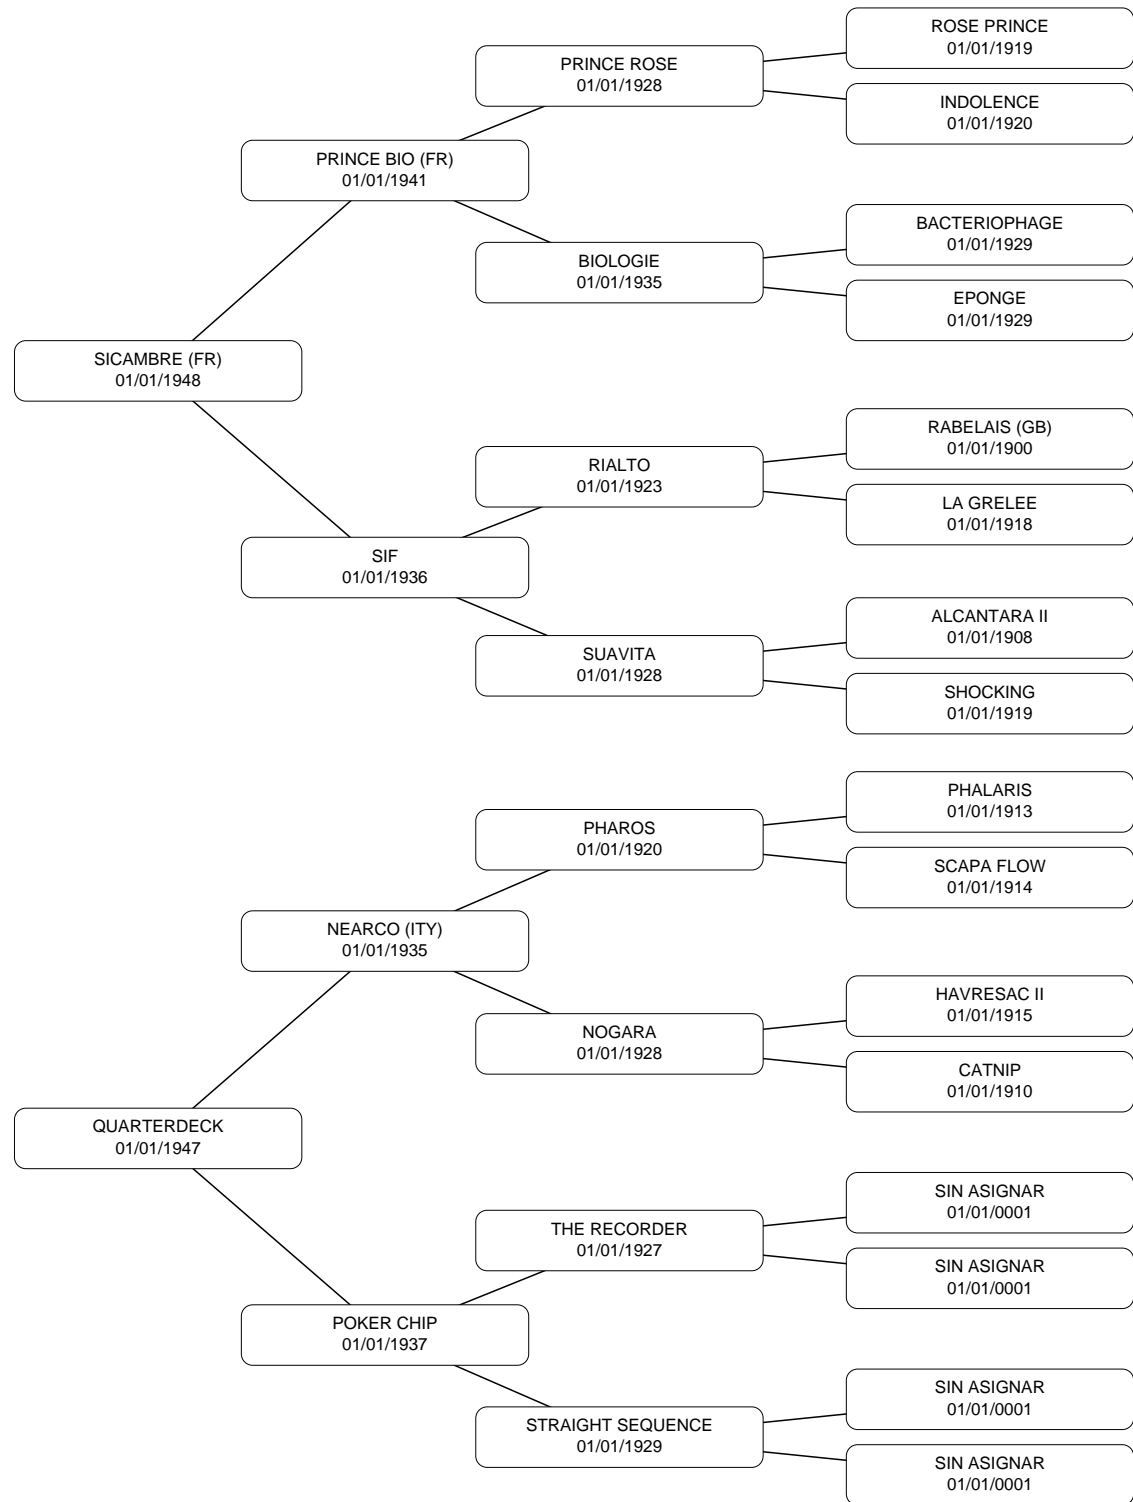 ROSE PRINCE
01/01/1919
PRINCE ROSE
01/01/1928
INDOLENCE
01/01/1920
PRINCE BIO (FR)
01/01/1941
BACTERIOPHAGE
01/01/1929
BIOLOGIE
01/01/1935
EPONGE
01/01/1929
SICAMBRE (FR)
01/01/1948
RABELAIS (GB)
01/01/1900
RIALTO
01/01/1923
LA GRELEE
01/01/1918
SIF
01/01/1936
ALCANTARA II
01/01/1908
SUAVITA
01/01/1928
SHOCKING
01/01/1919
PHALARIS
01/01/1913
PHAROS
01/01/1920
SCAPA FLOW
01/01/1914
NEARCO (ITY)
01/01/1935
HAVRESAC II
01/01/1915
NOGARA
01/01/1928
CATNIP
01/01/1910
QUARTERDECK
01/01/1947
SIN ASIGNAR
01/01/0001
THE RECORDER
01/01/1927
SIN ASIGNAR
01/01/0001
POKER CHIP
01/01/1937
SIN ASIGNAR
01/01/0001
STRAIGHT SEQUENCE
01/01/1929
SIN ASIGNAR
01/01/0001